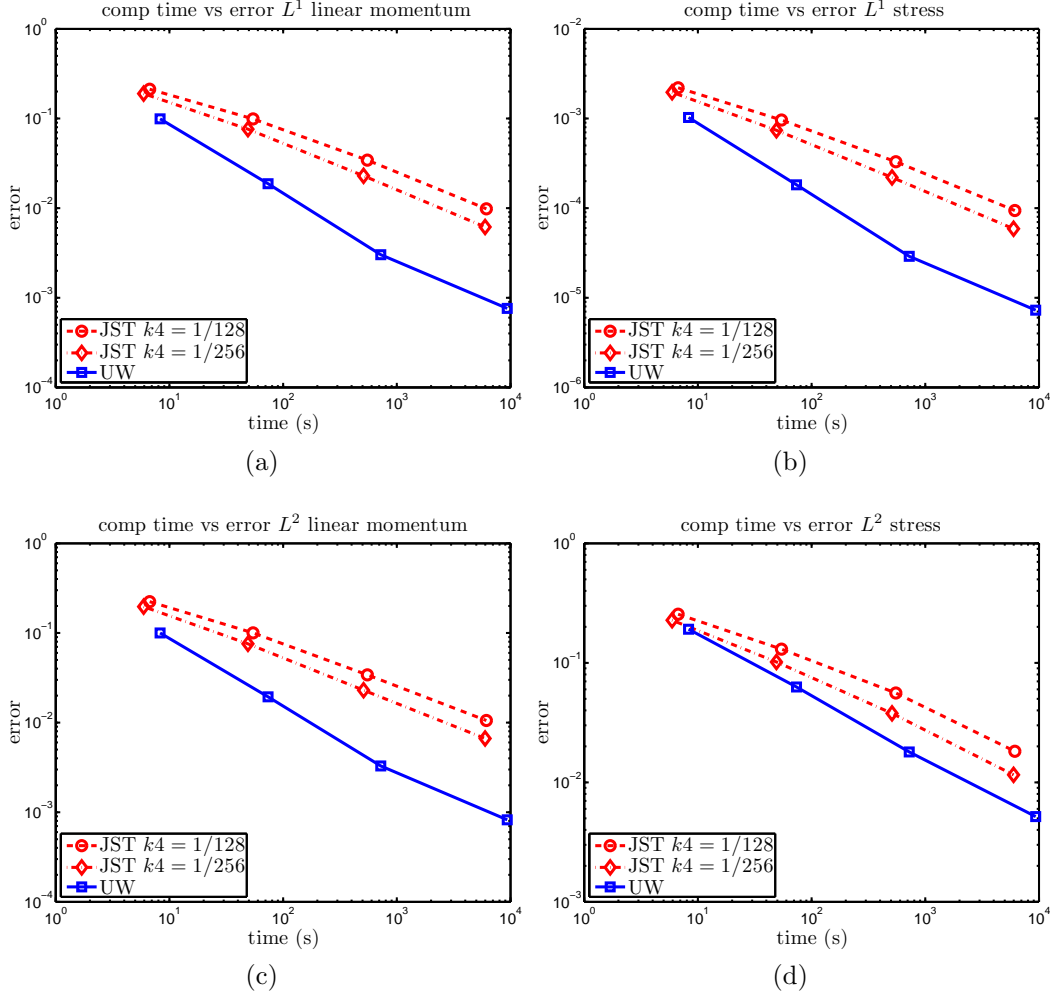 comp time vs error L¹ linear momentum
10⁰
10⁻¹
10⁻²
10⁻³
10⁻⁴
error
JST k4 = 1/128
JST k4 = 1/256
UW
10⁰ 10¹ 10² 10³ 10⁴
time (s)
(a)
comp time vs error L¹ stress
10⁻²
10⁻³
10⁻⁴
10⁻⁵
10⁻⁶
error
JST k4 = 1/128
JST k4 = 1/256
UW
10⁰ 10¹ 10² 10³ 10⁴
time (s)
(b)
comp time vs error L² linear momentum
10⁰
10⁻¹
10⁻²
10⁻³
10⁻⁴
error
JST k4 = 1/128
JST k4 = 1/256
UW
10⁰ 10¹ 10² 10³ 10⁴
time (s)
(c)
comp time vs error L² stress
10⁰
10⁻¹
10⁻²
10⁻³
error
JST k4 = 1/128
JST k4 = 1/256
UW
10⁰ 10¹ 10² 10³ 10⁴
time (s)
(d)